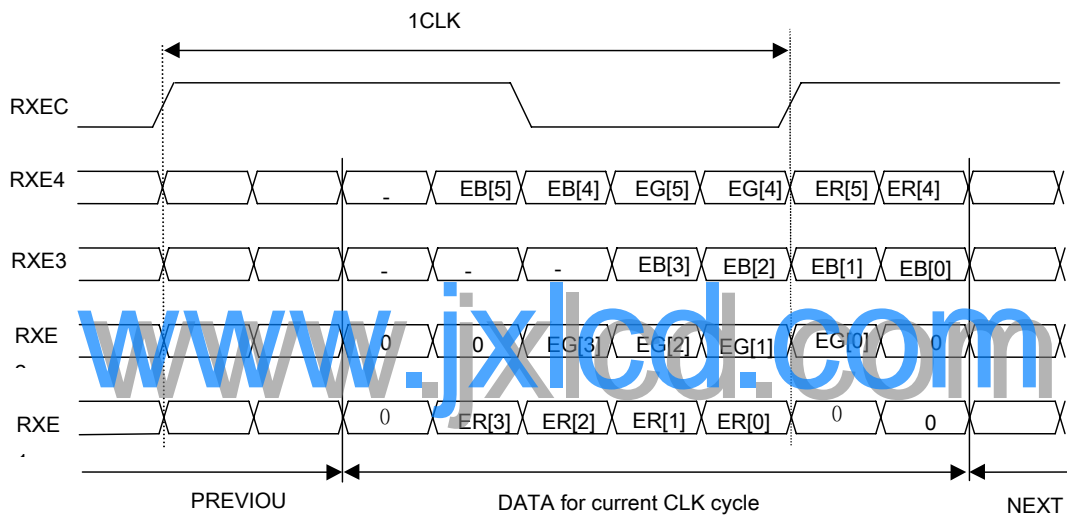 1CLK
RXEC
RXE4 - EB[5] EB[4] EG[5] EG[4] ER[5] ER[4]
RXE3 - - - EB[3] EB[2] EB[1] EB[0]
RXE 0 0 EG[3] EG[2] EG[1] EG[0] 0
www.jxlcd.com
RXE 0 ER[3] ER[2] ER[1] ER[0] 0 0
PREVIOU DATA for current CLK cycle NEXT